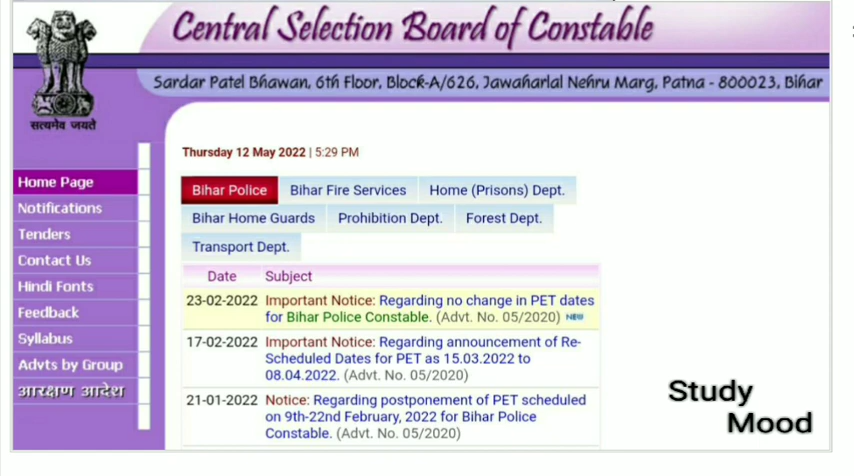 Central Selection Board of Constable
Sardar Patel Bhawan, 6th Floor, Block-A/626, Jawaharlal Nehru Marg, Patna - 800023, Bihar
सत्यमेव जयते
Thursday 12 May 2022 | 5:29 PM
Home Page
Notifications
Tenders
Contact Us
Hindi Fonts
Feedback
Syllabus
Advts by Group
आरक्षण आदेश
Bihar Police Bihar Fire Services Home (Prisons) Dept.
Bihar Home Guards Prohibition Dept. Forest Dept.
Transport Dept.
Date Subject
23-02-2022 Important Notice: Regarding no change in PET dates
for Bihar Police Constable. (Advt. No. 05/2020) NEW
17-02-2022 Important Notice: Regarding announcement of Re-
Scheduled Dates for PET as 15.03.2022 to
08.04.2022. (Advt. No. 05/2020)
21-01-2022 Notice: Regarding postponement of PET scheduled
on 9th-22nd February, 2022 for Bihar Police
Constable. (Advt. No. 05/2020)
Study
Mood